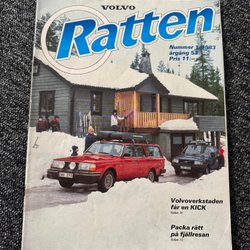 VOLVO
Ratten
Nummer 1 1983
årgång 53
Pris 11:-
Volvoverkstaden
får en KICK
Packa rätt
på fjällresan